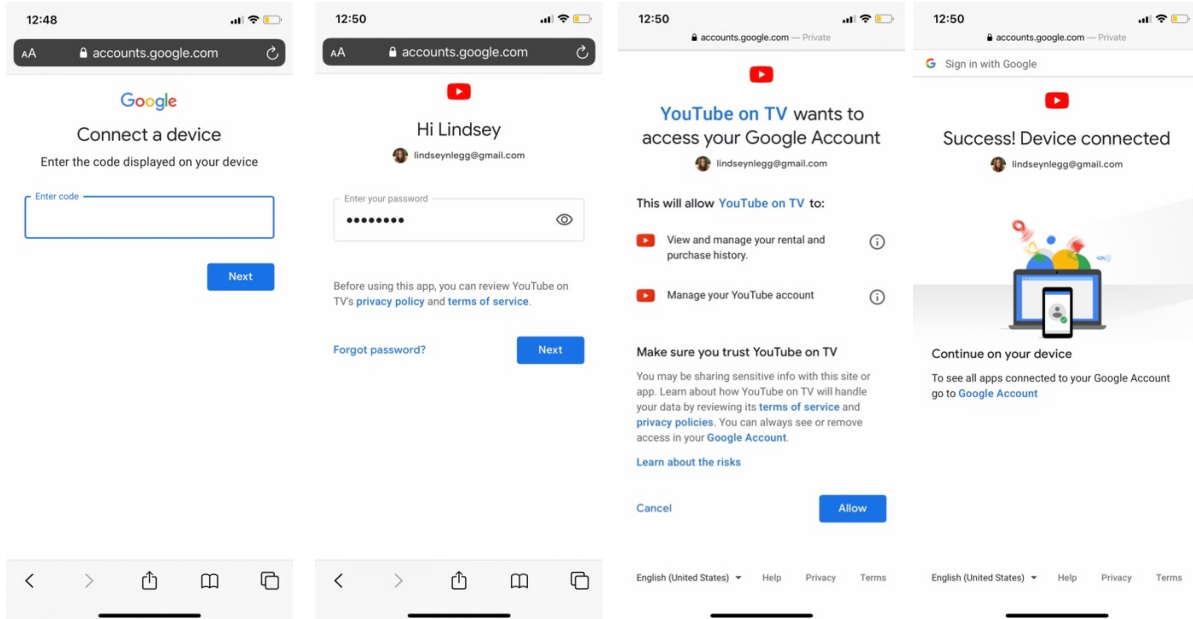 12:48
AA accounts.google.com
Google
Connect a device
Enter the code displayed on your device
Enter code
Next
12:50
AA accounts.google.com
Hi Lindsey
lindseynlegg@gmail.com
Enter your password
Before using this app, you can review YouTube on
TV's privacy policy and terms of service.
Forgot password?
Next
12:50
accounts.google.com — Private
YouTube on TV wants to
access your Google Account
lindseynlegg@gmail.com
This will allow YouTube on TV to:
View and manage your rental and
purchase history.
Manage your YouTube account
Make sure you trust YouTube on TV
You may be sharing sensitive info with this site or
app. Learn about how YouTube on TV will handle
your data by reviewing its terms of service and
privacy policies. You can always see or remove
access in your Google Account.
Learn about the risks
Cancel
Allow
English (United States) Help Privacy Terms
12:50
accounts.google.com — Private
G Sign in with Google
Success! Device connected
lindseynlegg@gmail.com
Continue on your device
To see all apps connected to your Google Account
go to Google Account
English (United States) Help Privacy Terms